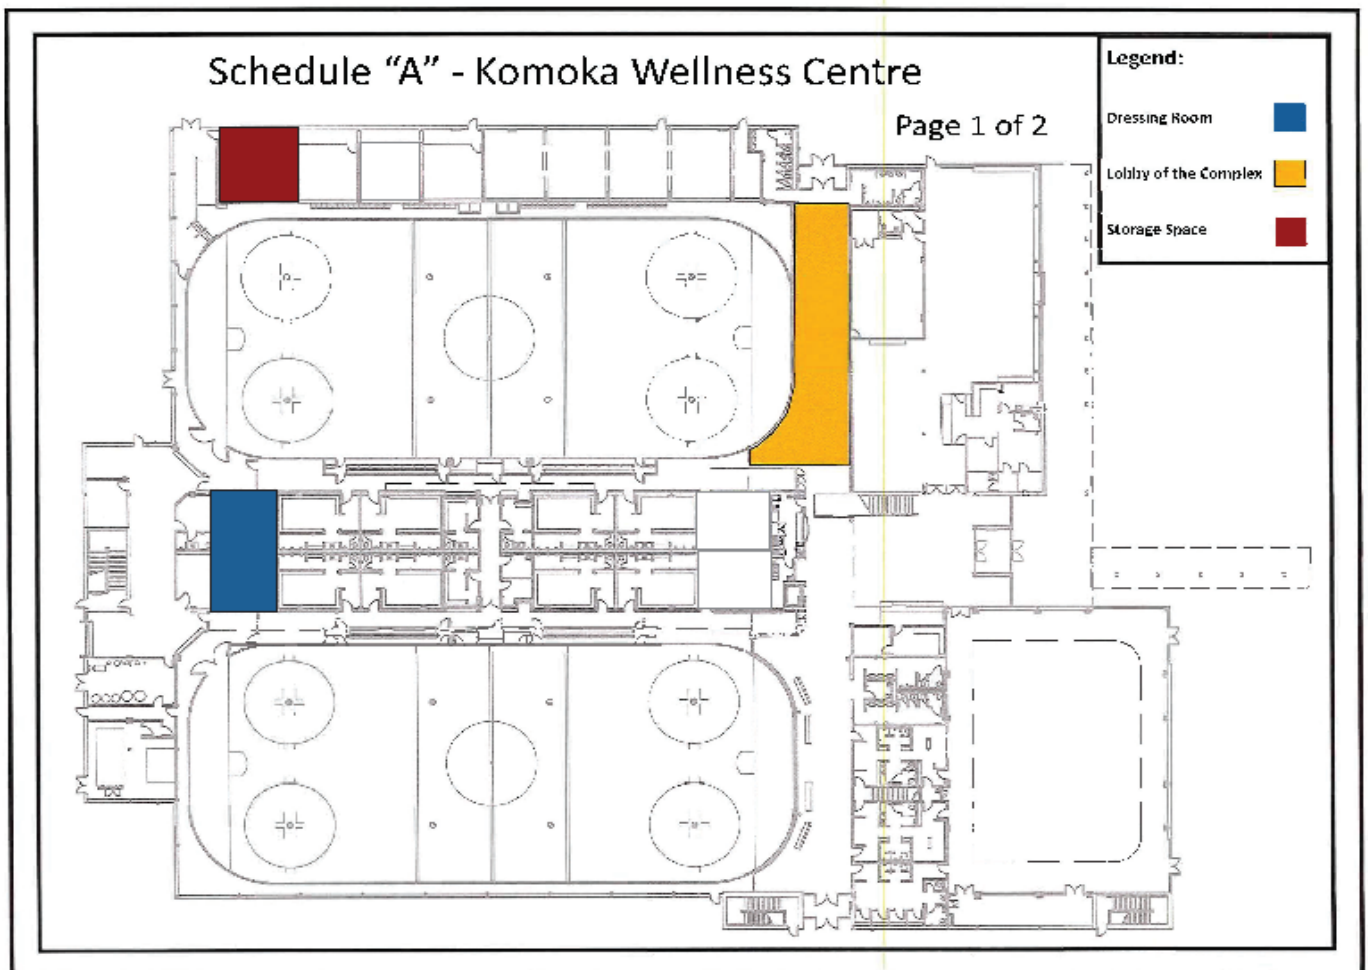 Schedule “A” - Komoka Wellness Centre
Page 1 of 2
Legend:
Dressing Room
Lobby of the Complex
Storage Space